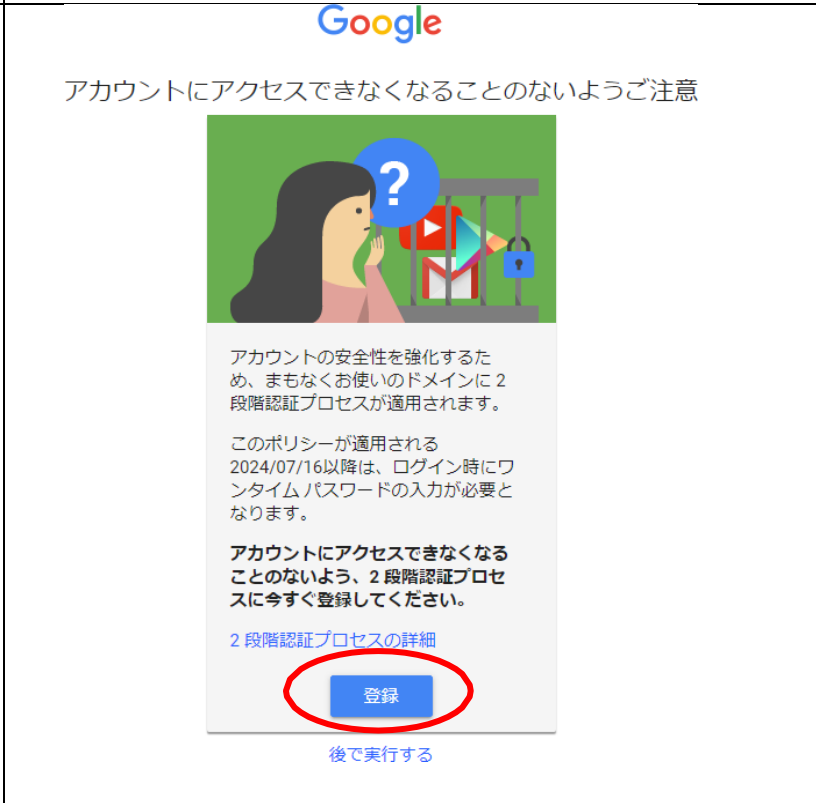 Google
アカウントにアクセスできなくなることのないようご注意
?
アカウントの安全性を強化するた
め、まもなくお使いのドメインに 2
段階認証プロセスが適用されます。
このポリシーが適用される
2024/07/16以降は、ログイン時にワ
ンタイム パスワードの入力が必要と
なります。
アカウントにアクセスできなくなる
ことのないよう、2 段階認証プロセ
スに今すぐ登録してください。
2 段階認証プロセスの詳細
登録
後で実行する